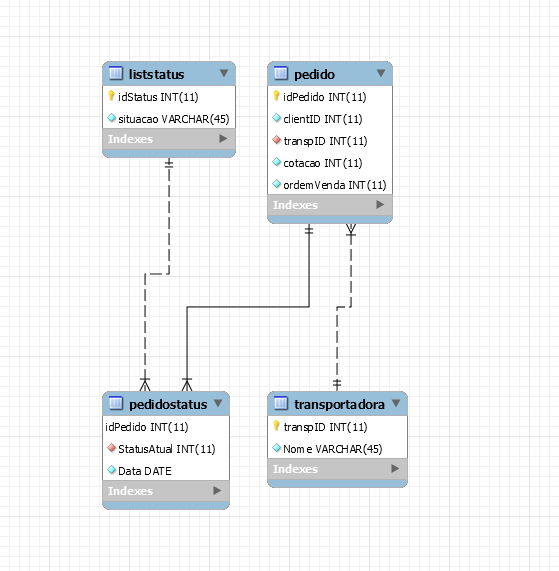 liststatus
idStatus INT(11)
situacao VARCHAR(45)
Indexes
pedido
idPedido INT(11)
clientID INT(11)
transpID INT(11)
cotacao INT(11)
ordemVenda INT(11)
Indexes
pedidostatus
idPedido INT(11)
StatusAtual INT(11)
Data DATE
Indexes
transportadora
transpID INT(11)
Nome VARCHAR(45)
Indexes